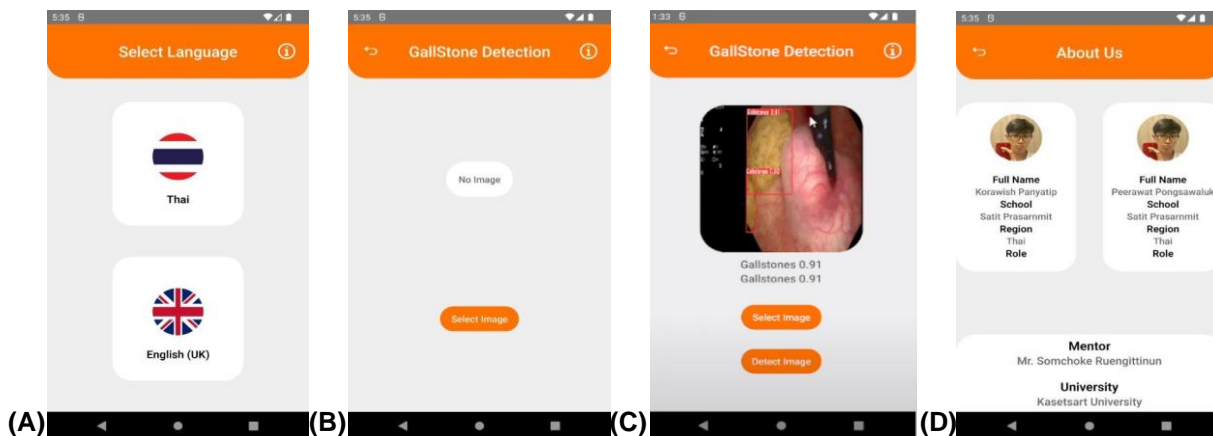 5:35
Select Language
Thai
English (UK)
(A)
5:35
GallStone Detection
No Image
Select Image
(B)
1:33
GallStone Detection
Gallstones 0.91
Gallstones 0.91
Gallstones 0.91
Select Image
Detect Image
(C)
5:35
About Us
Full Name
Korawish Panyatip
School
Satit Prasarnmit
Region
Thai
Role
Full Name
Peerawat Pongsawaluk
School
Satit Prasarnmit
Region
Thai
Role
Mentor
Mr. Somchoke Ruengittinun
University
Kasetsart University
(D)